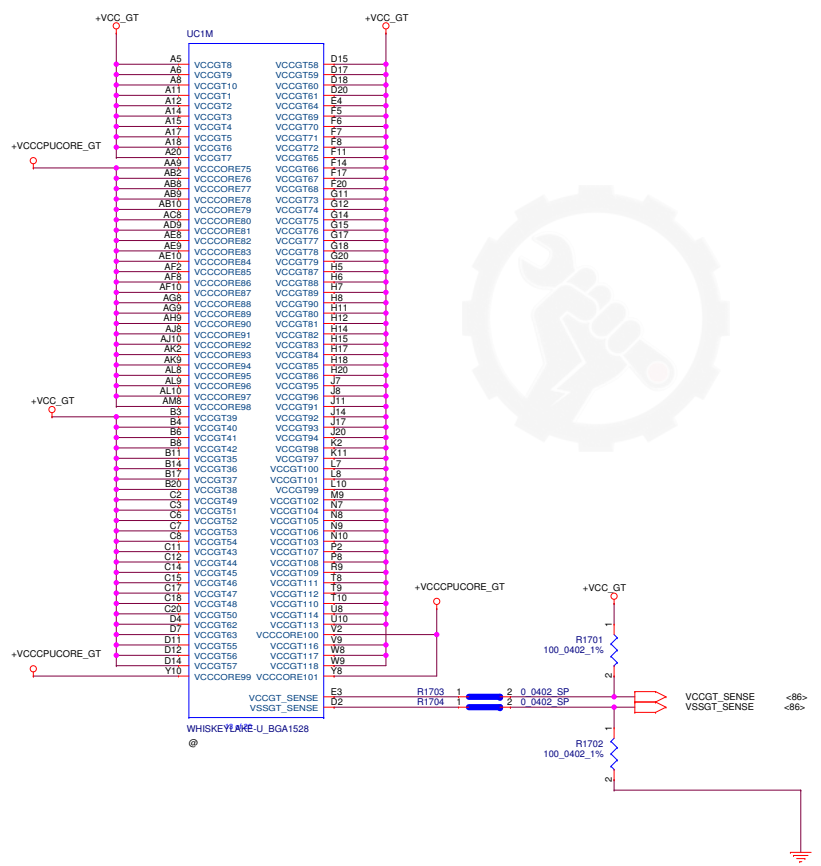 +VCC_GT +VCC_GT
UC1M
A5 VCCGT8 VCCGT58 D15
A6 VCCGT9 VCCGT59 D17
A8 VCCGT10 VCCGT60 D18
A11 VCCGT1 VCCGT61 D20
A12 VCCGT2 VCCGT64 E4
A14 VCCGT3 VCCGT69 F5
A15 VCCGT4 VCCGT70 F6
A17 VCCGT5 VCCGT71 F7
A18 VCCGT6 VCCGT72 F8
+VCCCPUCORE_GT
A20 VCCGT7 VCCGT65 F11
AA9 VCCCORE75 VCCGT66 F14
AB2 VCCCORE76 VCCGT67 F17
AB8 VCCCORE77 VCCGT68 F20
AB9 VCCCORE78 VCCGT73 G11
AB10 VCCCORE79 VCCGT74 G12
AC8 VCCCORE80 VCCGT75 G14
AD9 VCCCORE81 VCCGT76 G15
AE8 VCCCORE82 VCCGT77 G17
AE9 VCCCORE83 VCCGT78 G18
AE10 VCCCORE84 VCCGT79 G20
AF2 VCCCORE85 VCCGT87 H5
AF8 VCCCORE86 VCCGT88 H6
AF10 VCCCORE87 VCCGT89 H7
AG8 VCCCORE88 VCCGT90 H8
AG9 VCCCORE89 VCCGT80 H11
AH9 VCCCORE90 VCCGT81 H12
AJ8 VCCCORE91 VCCGT82 H14
AJ10 VCCCORE92 VCCGT83 H15
AK2 VCCCORE93 VCCGT84 H17
AK9 VCCCORE94 VCCGT85 H18
AL8 VCCCORE95 VCCGT86 H20
AL9 VCCCORE96 VCCGT95 J7
AL10 VCCCORE97 VCCGT96 J8
AM8 VCCCORE98 VCCGT91 J11
+VCC_GT
B3 VCCGT39 VCCGT92 J14
B4 VCCGT40 VCCGT93 J17
B6 VCCGT41 VCCGT94 J20
B8 VCCGT42 VCCGT98 K2
B11 VCCGT35 VCCGT97 K11
B14 VCCGT36 VCCGT100 L7
B17 VCCGT37 VCCGT101 L8
B20 VCCGT38 VCCGT99 L10
C2 VCCGT49 VCCGT102 M9
C3 VCCGT51 VCCGT104 N7
C6 VCCGT52 VCCGT105 N8
C7 VCCGT53 VCCGT106 N9
C8 VCCGT54 VCCGT103 N10
C11 VCCGT43 VCCGT107 P2
C12 VCCGT44 VCCGT108 P8
C14 VCCGT45 VCCGT109 R9
C15 VCCGT46 VCCGT111 T8
C17 VCCGT47 VCCGT112 T9
C18 VCCGT48 VCCGT110 T10
C20 VCCGT50 VCCGT114 U8
D4 VCCGT62 VCCGT113 U10
D7 VCCGT63 VCCCORE100 V2
D11 VCCGT55 VCCGT116 V9
D12 VCCGT56 VCCGT117 W8
D14 VCCGT57 VCCGT118 W9
+VCCCPUCORE_GT
Y10 VCCCORE99 VCCCORE101 Y8
+VCCCPUCORE_GT
+VCC_GT
1
R1701
100_0402_1%
2
VCCGT_SENSE E3 R1703 1 2 0_0402_SP VCCGT_SENSE <86>
VSSGT_SENSE D2 R1704 1 2 0_0402_SP VSSGT_SENSE <86>
1
R1702
100_0402_1%
2
WHISKEYLAKE-U_BGA1528
@